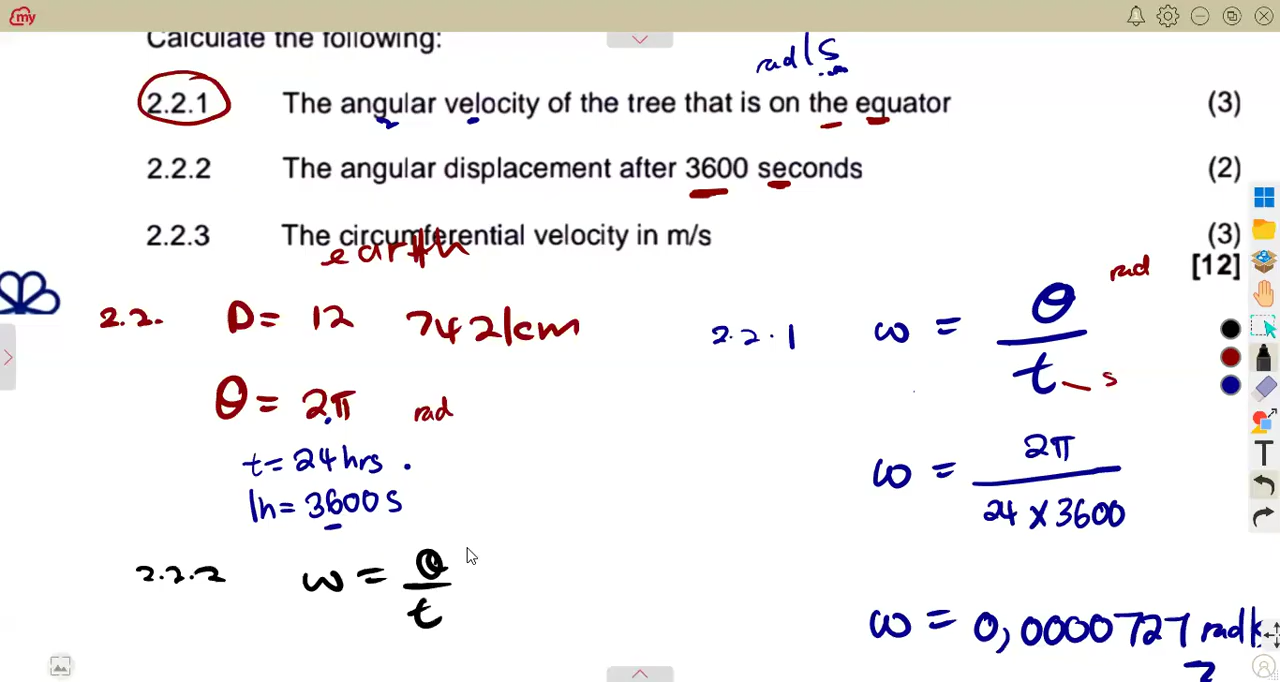 my
Calculate the following:
rad/s
2.2.1 The angular velocity of the tree that is on the equator (3)
2.2.2 The angular displacement after 3600 seconds (2)
2.2.3 The circumferential velocity in m/s (3)
earth
[12]
2.2. D = 12 742 km
θ = 2π rad
t = 24 hrs .
1h = 3600 s
2.2.2 ω = θ / t
2.2.1 ω = θ / t
rad
s
ω = 2π / 24 × 3600
ω = 0,0000727 rad/
T